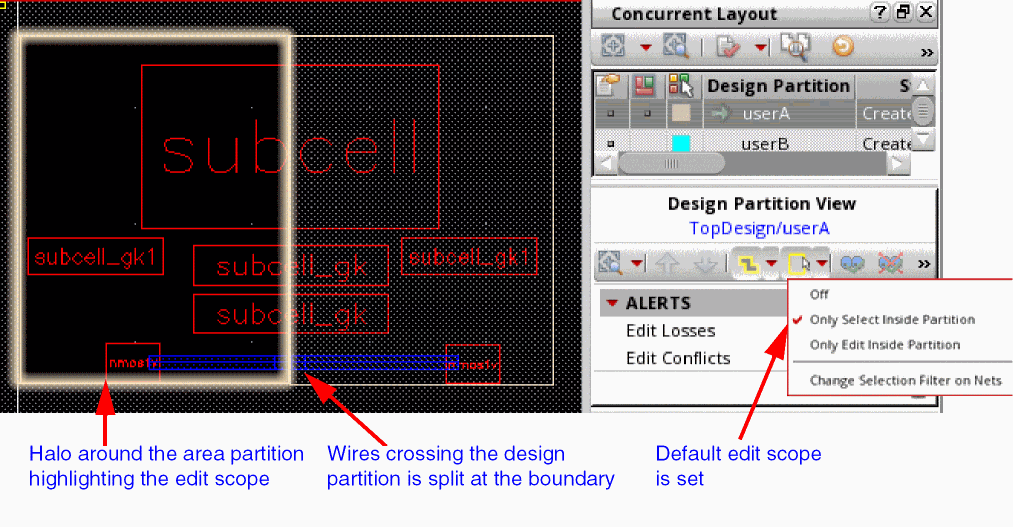 subcell
subcell_gk1
subcell_gk
subcell_gk1
subcell_gk
nmos1v
nmos1v
Concurrent Layout
Design Partition
S
userA
Create
userB
Create
Design Partition View
TopDesign/userA
ALERTS
Edit Losses
Edit Conflicts
Off
Only Select Inside Partition
Only Edit Inside Partition
Change Selection Filter on Nets
Halo around the area partition
highlighting the edit scope
Wires crossing the design
partition is split at the boundary
Default edit scope
is set